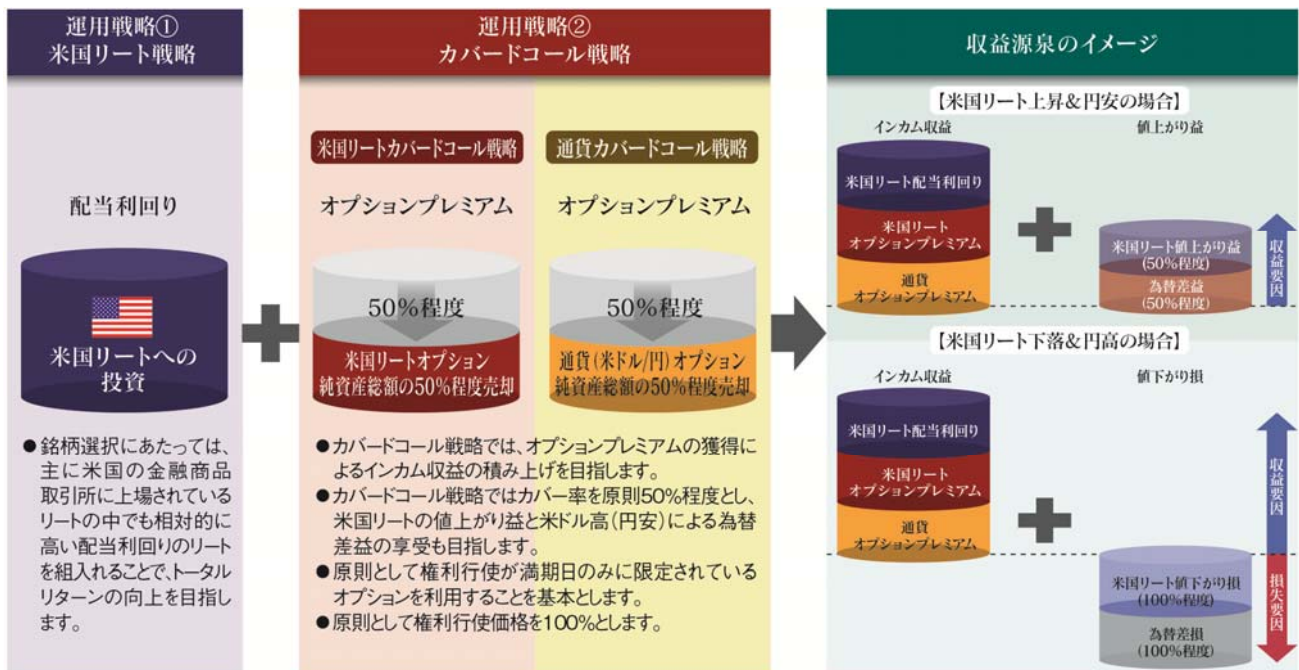 運用戦略①
米国リート戦略
配当利回り
米国リートへの
投資
●銘柄選択にあたっては、
主に米国の金融商品
取引所に上場されている
リートの中でも相対的に
高い配当利回りのリート
を組入れることで、トータル
リターンの向上を目指し
ます。
運用戦略②
カバードコール戦略
米国リートカバードコール戦略
オプションプレミアム
50%程度
米国リートオプション
純資産総額の50%程度売却
通貨カバードコール戦略
オプションプレミアム
50%程度
通貨(米ドル/円)オプション
純資産総額の50%程度売却
●カバードコール戦略では、オプションプレミアムの獲得に
よるインカム収益の積み上げを目指します。
●カバードコール戦略ではカバー率を原則50%程度とし、
米国リートの値上がり益と米ドル高(円安)による為替
差益の享受も目指します。
●原則として権利行使が満期日のみに限定されている
オプションを利用することを基本とします。
●原則として権利行使価格を100%とします。
収益源泉のイメージ
【米国リート上昇&円安の場合】
インカム収益
米国リート配当利回り
米国リート
オプションプレミアム
通貨
オプションプレミアム
値上がり益
米国リート値上がり益
(50%程度)
為替差益
(50%程度)
収益要因
【米国リート下落&円高の場合】
インカム収益
米国リート配当利回り
米国リート
オプションプレミアム
通貨
オプションプレミアム
値下がり損
米国リート値下がり損
(100%程度)
為替差損
(100%程度)
収益要因
損失要因